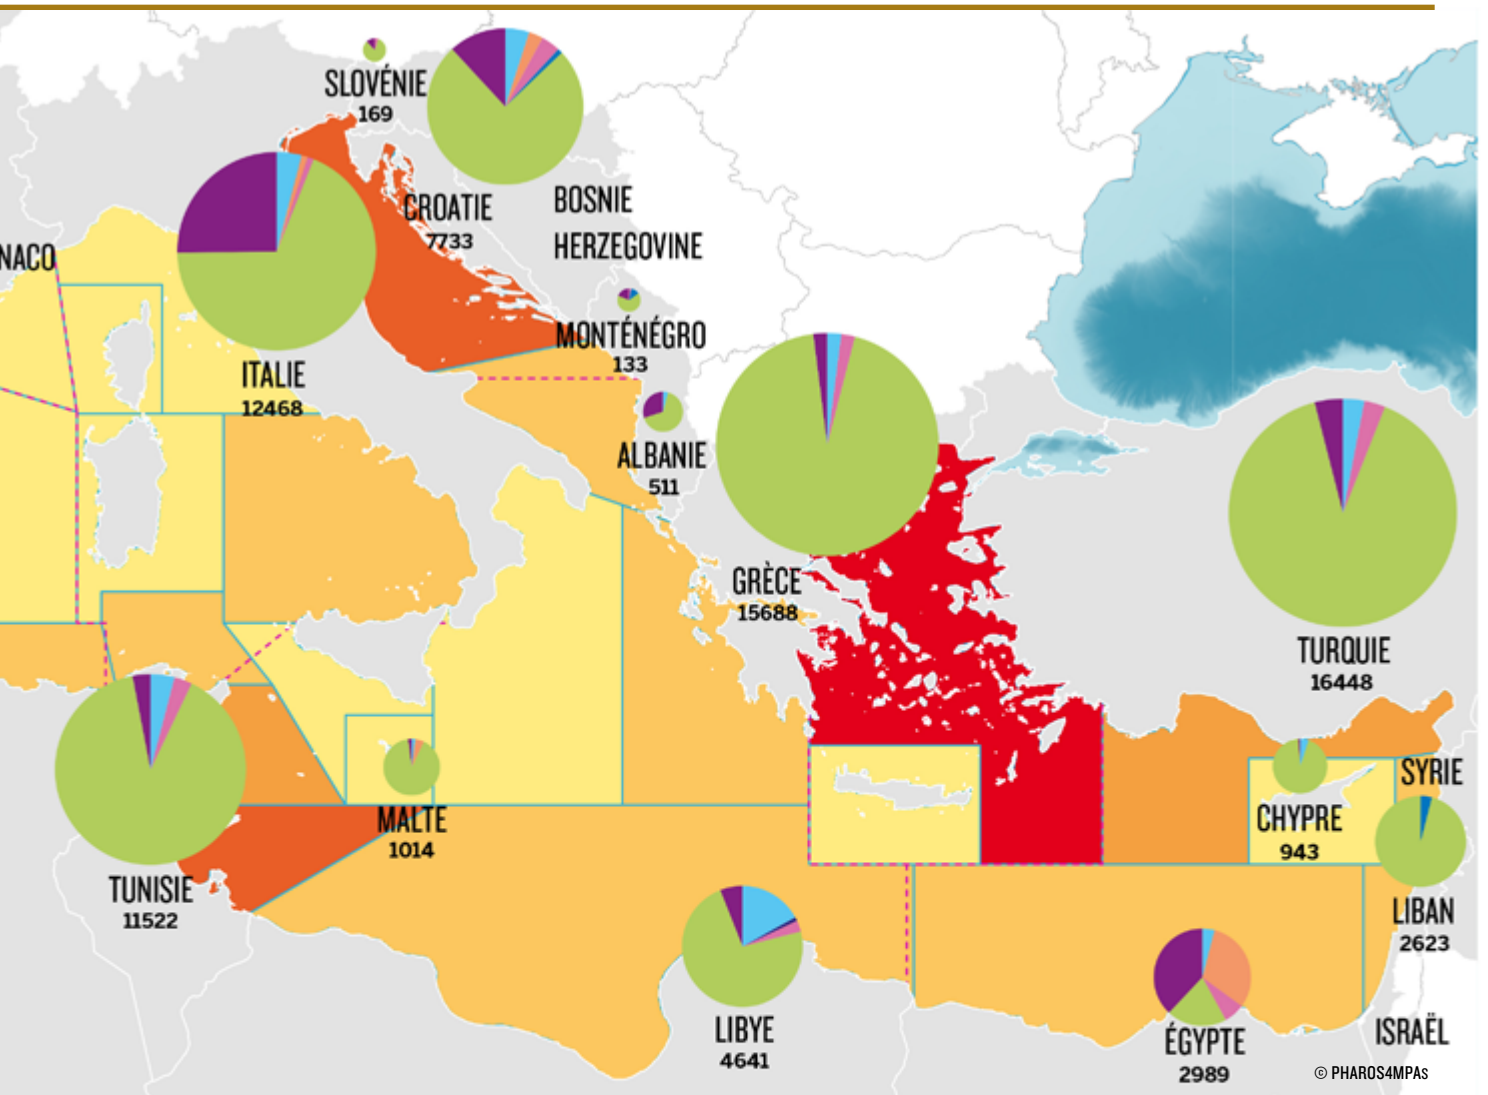 SLOVÉNIE
169
CROATIE
7733
BOSNIE
HERZEGOVINE
NACO
ITALIE
12468
MONTÉNÉGRO
133
ALBANIE
511
GRÈCE
15688
TURQUIE
16448
SYRIE
MALTE
1014
CHYPRE
943
TUNISIE
11522
LIBAN
2623
LIBYE
4641
ÉGYPTE
2989
ISRAËL
© PHAROS4MPAs